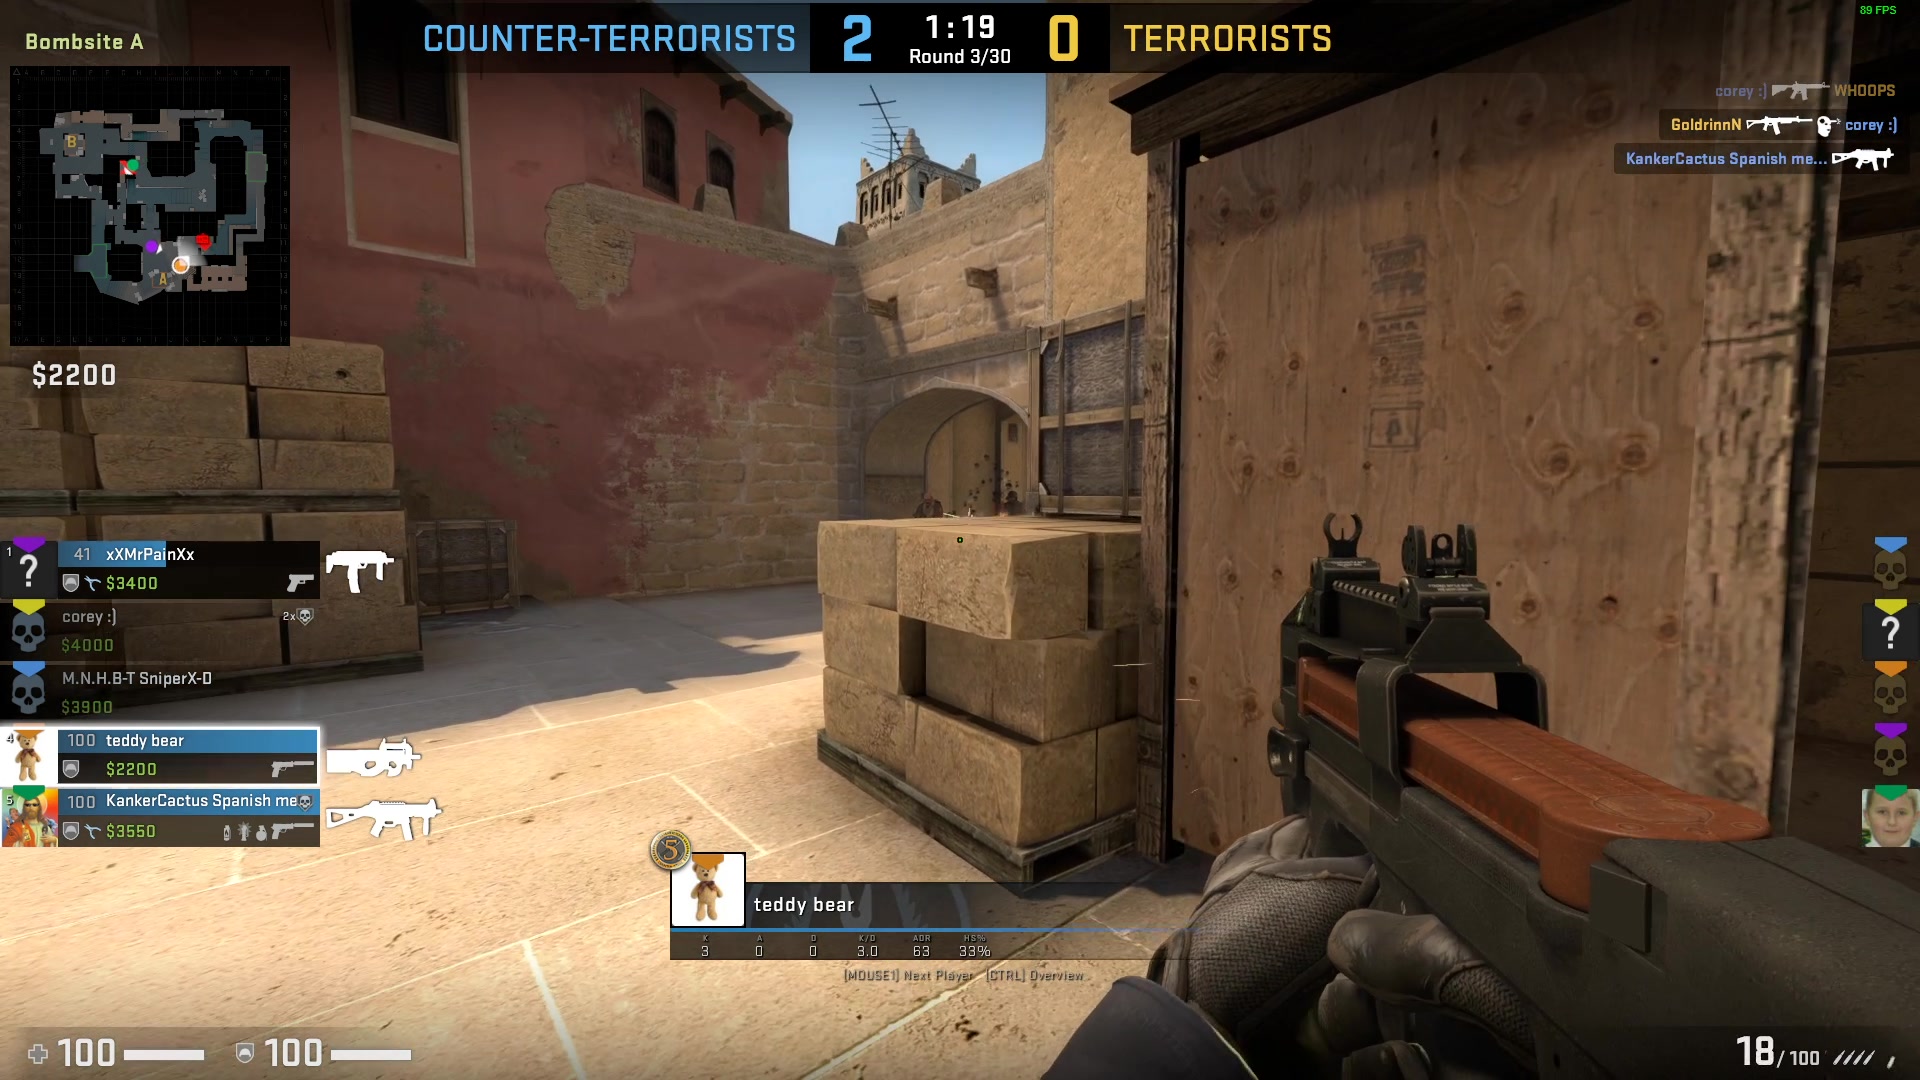 89 FPS
Bombsite A
COUNTER-TERRORISTS
2
1:19
Round 3/30
0
TERRORISTS
corey :) WHOOPS
GoldrinnN corey :)
KankerCactus Spanish me...
B
A
$2200
1 ? 41 xXMrPainXx
$3400
corey :) 2x
$4000
M.N.H.B-T SniperX-D
$3900
4 100 teddy bear
$2200
5 100 KankerCactus Spanish me
$3550
?
5
teddy bear
K A D K/D ADR HS%
3 0 0 3.0 63 33%
[MOUSE1] Next Player [CTRL] Overview
100 100
18 / 100